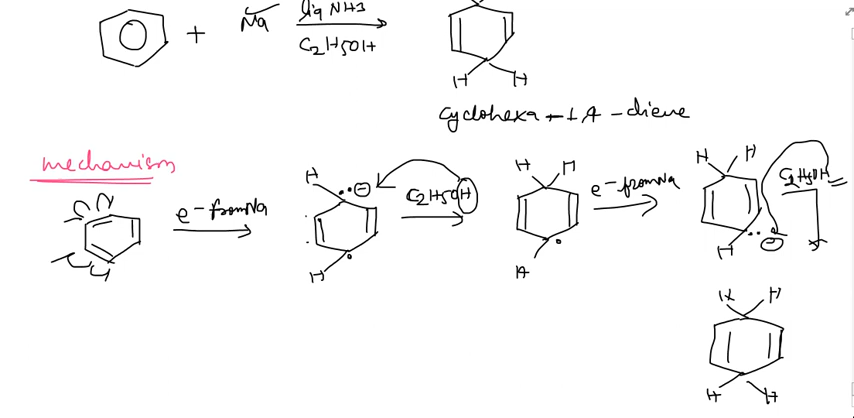 + Na liq NH3
C2H5OH
H H
Cyclohexa - 1,4 - diene
mechanism
H H H H H
e- from Na C2H5OH e- from Na C2H5OH
H H H
H H
H H